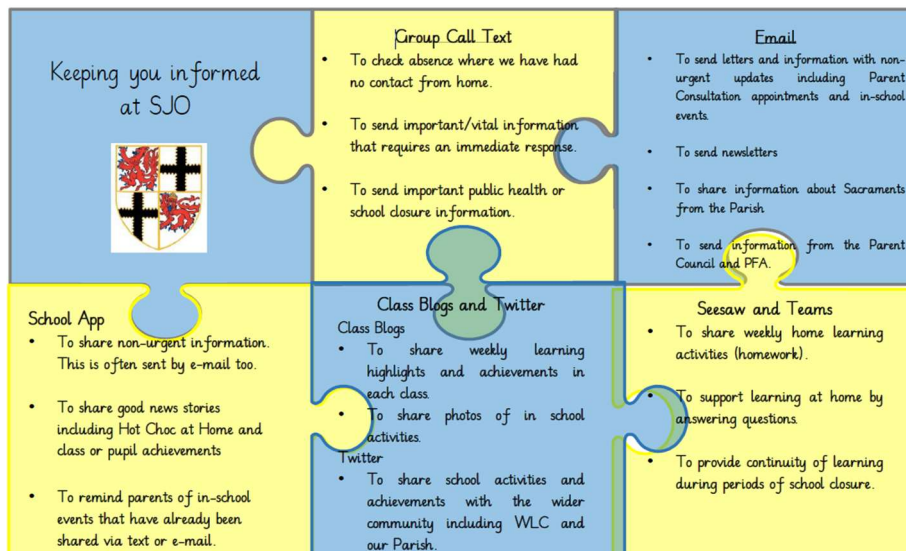 Keeping you informed
at SJO
Group Call Text
• To check absence where we have had
no contact from home.
• To send important/vital information
that requires an immediate response.
• To send important public health or
school closure information.
Email
• To send letters and information with non-
urgent updates including Parent
Consultation appointments and in-school
events.
• To send newsletters
• To share information about Sacraments
from the Parish
• To send information from the Parent
Council and PFA.
School App
• To share non-urgent information.
This is often sent by e-mail too.
• To share good news stories
including Hot Choc at Home and
class or pupil achievements
• To remind parents of in-school
events that have already been
shared via text or e-mail.
Class Blogs and Twitter
Class Blogs
• To share weekly learning
highlights and achievements in
each class.
• To share photos of in school
activities.
Twitter
• To share school activities and
achievements with the wider
community including WLC and
our Parish.
Seesaw and Teams
• To share weekly home learning
activities (homework).
• To support learning at home by
answering questions.
• To provide continuity of learning
during periods of school closure.